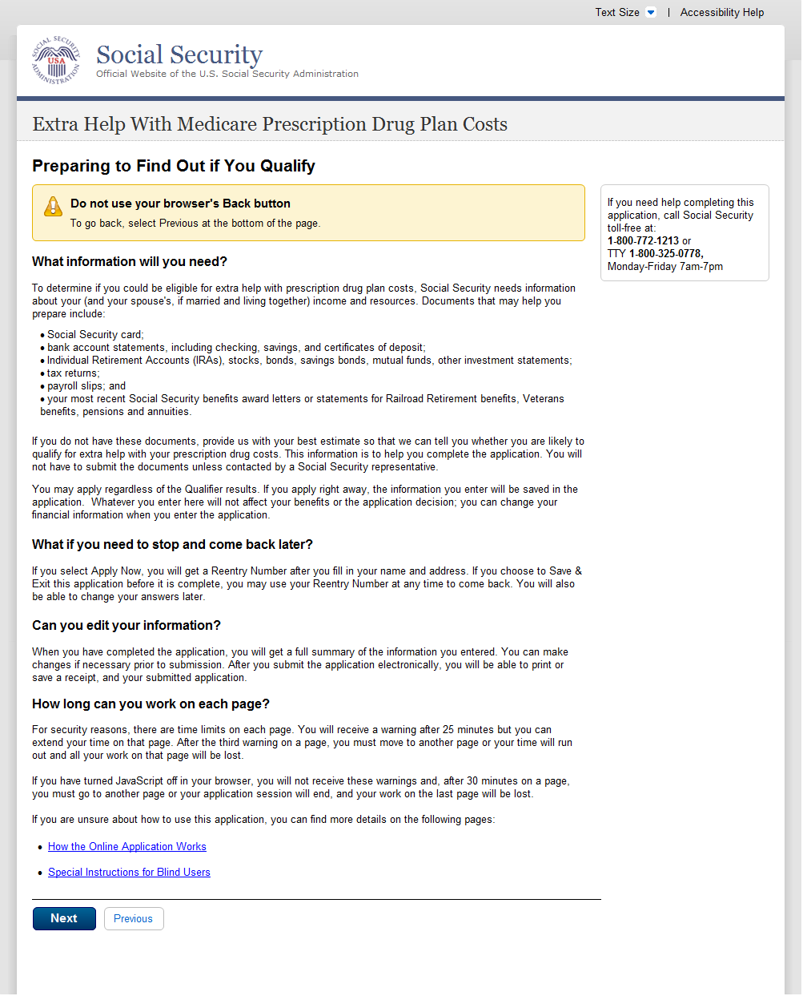 Text Size | Accessibility Help
SOCIAL SECURITY ADMINISTRATION
USA
Social Security
Official Website of the U.S. Social Security Administration
Extra Help With Medicare Prescription Drug Plan Costs
Preparing to Find Out if You Qualify
Do not use your browser's Back button
To go back, select Previous at the bottom of the page.
If you need help completing this
application, call Social Security
toll-free at:
1-800-772-1213 or
TTY 1-800-325-0778,
Monday-Friday 7am-7pm
What information will you need?
To determine if you could be eligible for extra help with prescription drug plan costs, Social Security needs information
about your (and your spouse's, if married and living together) income and resources. Documents that may help you
prepare include:
• Social Security card;
• bank account statements, including checking, savings, and certificates of deposit;
• Individual Retirement Accounts (IRAs), stocks, bonds, savings bonds, mutual funds, other investment statements;
• tax returns;
• payroll slips; and
• your most recent Social Security benefits award letters or statements for Railroad Retirement benefits, Veterans
benefits, pensions and annuities.
If you do not have these documents, provide us with your best estimate so that we can tell you whether you are likely to
qualify for extra help with your prescription drug costs. This information is to help you complete the application. You will
not have to submit the documents unless contacted by a Social Security representative.
You may apply regardless of the Qualifier results. If you apply right away, the information you enter will be saved in the
application.  Whatever you enter here will not affect your benefits or the application decision; you can change your
financial information when you enter the application.
What if you need to stop and come back later?
If you select Apply Now, you will get a Reentry Number after you fill in your name and address. If you choose to Save &
Exit this application before it is complete, you may use your Reentry Number at any time to come back. You will also
be able to change your answers later.
Can you edit your information?
When you have completed the application, you will get a full summary of the information you entered. You can make
changes if necessary prior to submission. After you submit the application electronically, you will be able to print or
save a receipt, and your submitted application.
How long can you work on each page?
For security reasons, there are time limits on each page. You will receive a warning after 25 minutes but you can
extend your time on that page. After the third warning on a page, you must move to another page or your time will run
out and all your work on that page will be lost.
If you have turned JavaScript off in your browser, you will not receive these warnings and, after 30 minutes on a page,
you must go to another page or your application session will end, and your work on the last page will be lost.
If you are unsure about how to use this application, you can find more details on the following pages:
• How the Online Application Works
• Special Instructions for Blind Users
Next Previous